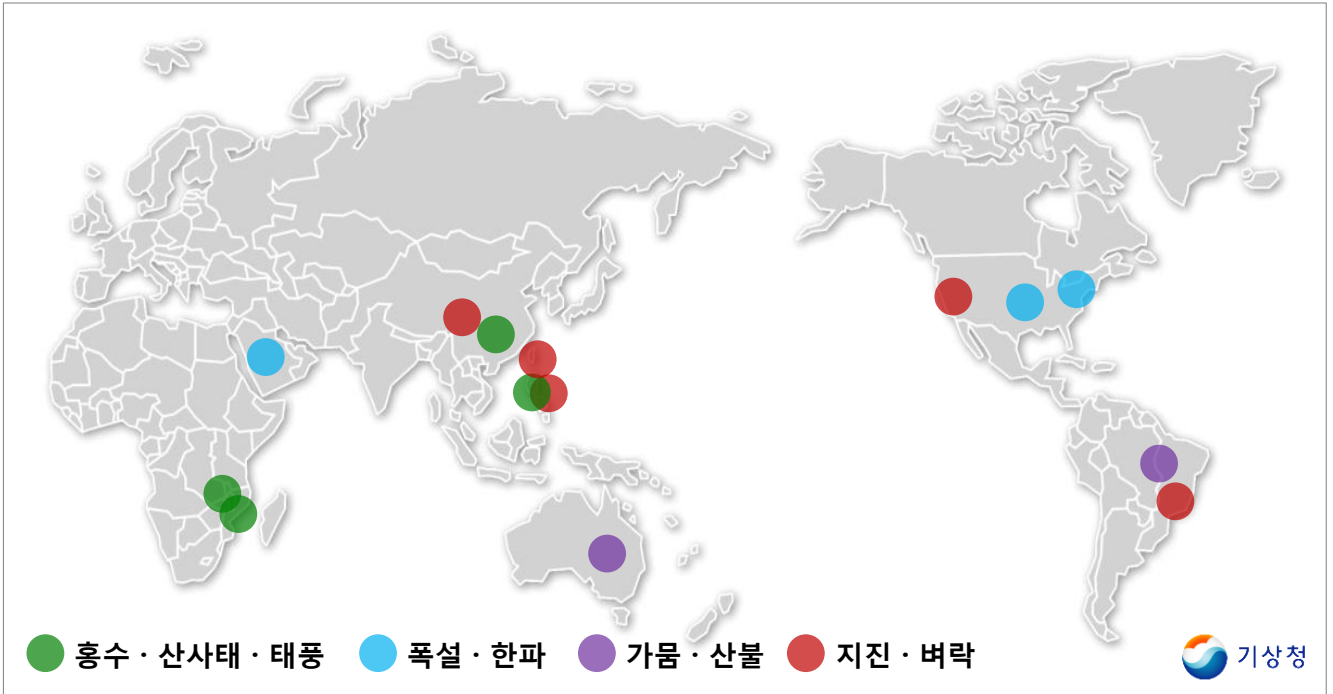 홍수 · 산사태 · 태풍 폭설 · 한파 가뭄 · 산불 지진 · 벼락 기상청